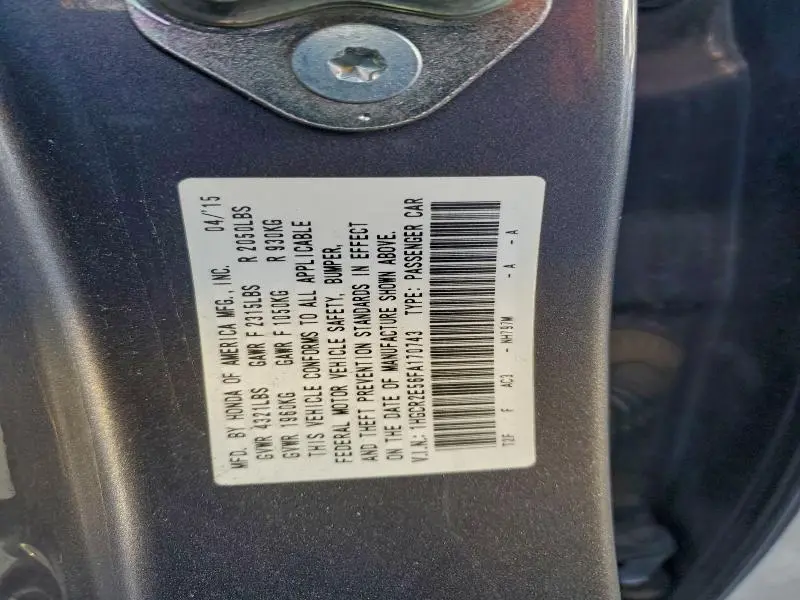 MFD. BY HONDA OF AMERICA MFG., INC. 04/'15
GVWR 4321LBS GAWR F 2315LBS R 2050LBS
GVWR 1960KG GAWR F 1050KG R 930KG
THIS VEHICLE CONFORMS TO ALL APPLICABLE
FEDERAL MOTOR VEHICLE SAFETY, BUMPER,
AND THEFT PREVENTION STANDARDS IN EFFECT
ON THE DATE OF MANUFACTURE SHOWN ABOVE.
V.I.N.: 1HGCR2E56FA170743 TYPE: PASSENGER CAR
T2F F AC3 - NH797M - A - A